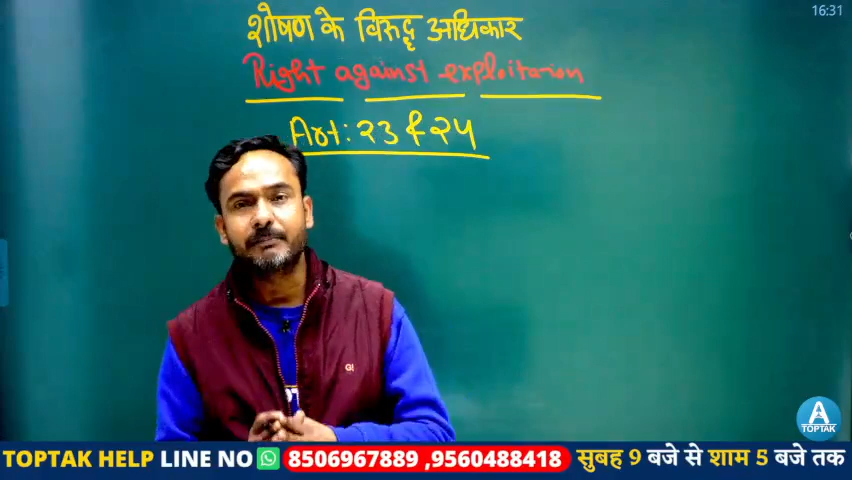 16:31
शोषण के विरुद्ध अधिकार
Right against exploitation
Art: 23 & 24
G!
A
TOPTAK
TOPTAK HELP LINE NO 8506967889 ,9560488418 सुबह 9 बजे से शाम 5 बजे तक